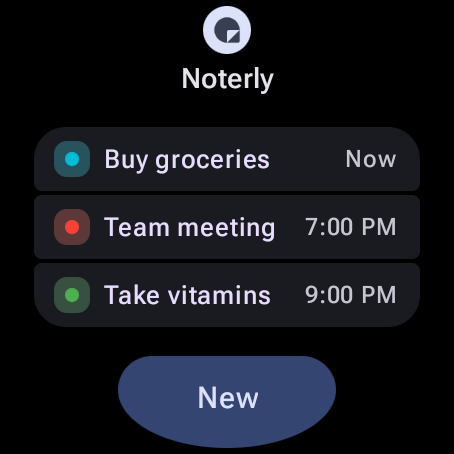 Noterly
Buy groceries Now
Team meeting 7:00 PM
Take vitamins 9:00 PM
New